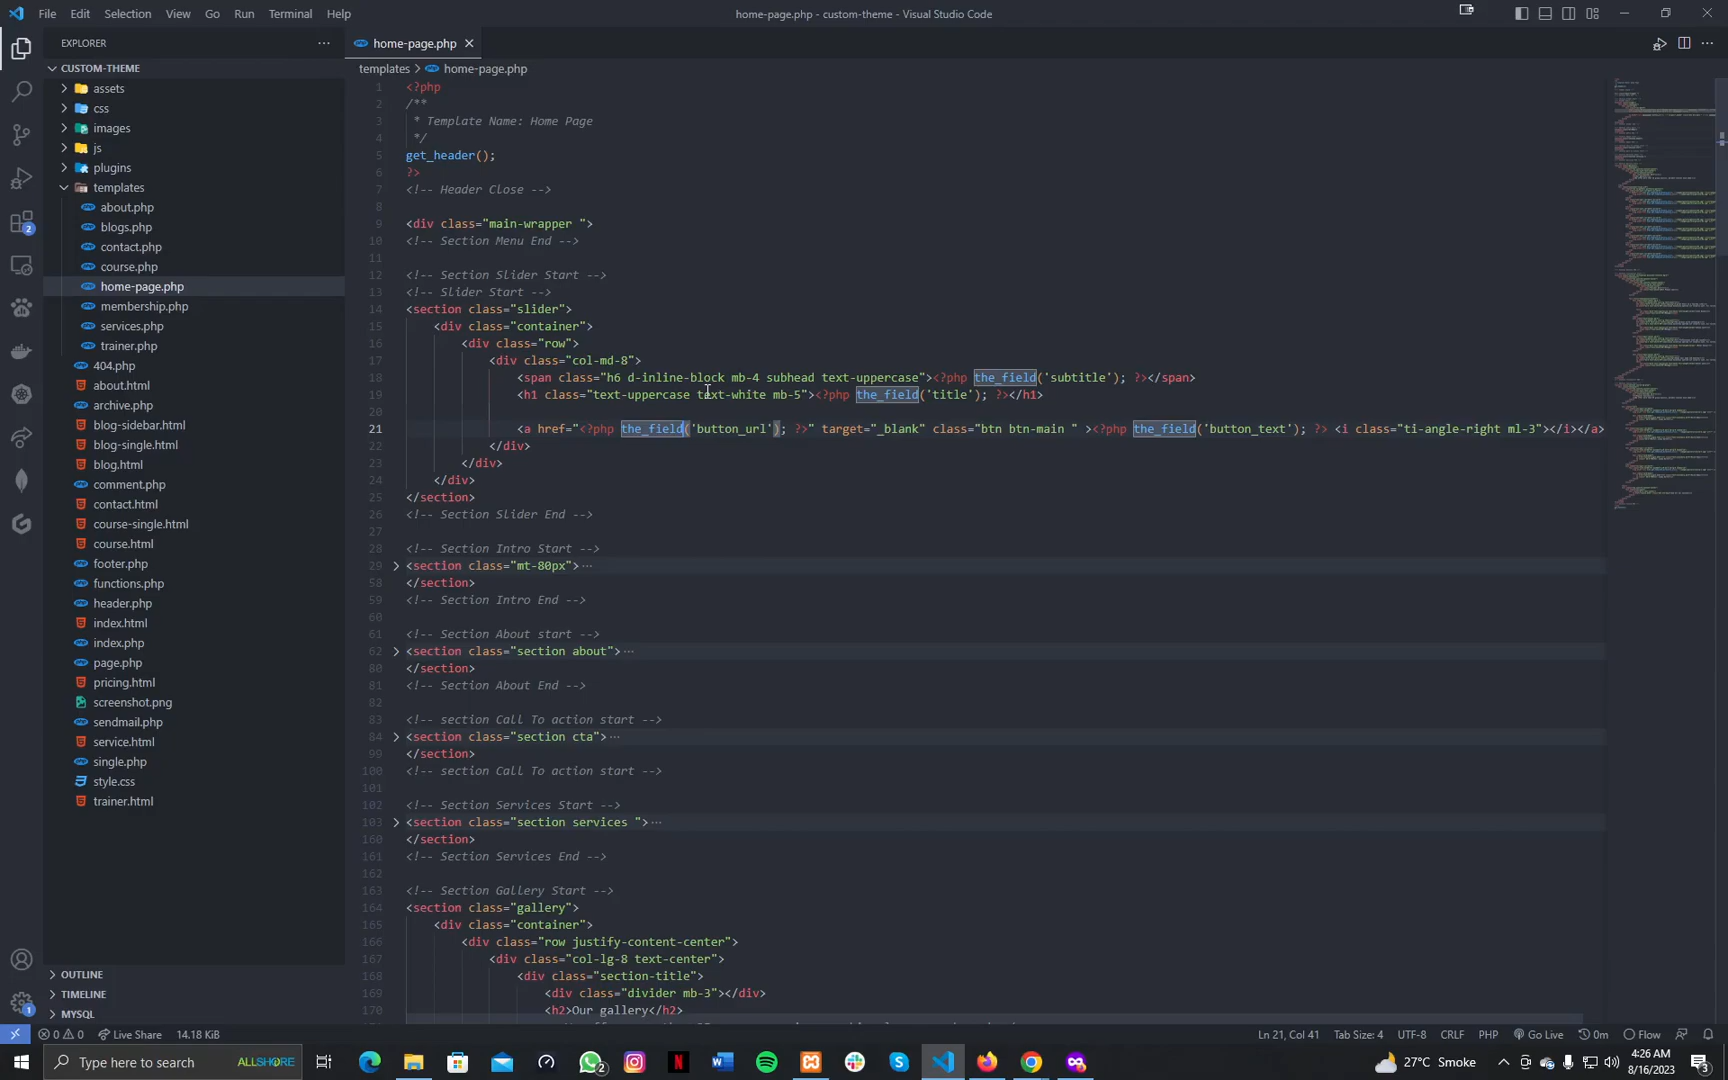 File Edit Selection View Go Run Terminal Help
home-page.php - custom-theme - Visual Studio Code
EXPLORER
CUSTOM-THEME
assets
css
images
js
plugins
templates
about.php
blogs.php
contact.php
course.php
home-page.php
membership.php
services.php
trainer.php
404.php
about.html
archive.php
blog-sidebar.html
blog-single.html
blog.html
comment.php
contact.html
course-single.html
course.html
footer.php
functions.php
header.php
index.html
index.php
page.php
pricing.html
screenshot.png
sendmail.php
service.html
single.php
style.css
trainer.html
OUTLINE
TIMELINE
MYSQL
home-page.php
templates > home-page.php
1 <?php
2 /**
3 * Template Name: Home Page
4 */
5 get_header();
6 ?>
7 <!-- Header Close -->
8
9 <div class="main-wrapper ">
10 <!-- Section Menu End -->
11
12 <!-- Section Slider Start -->
13 <!-- Slider Start -->
14 <section class="slider">
15 <div class="container">
16 <div class="row">
17 <div class="col-md-8">
18 <span class="h6 d-inline-block mb-4 subhead text-uppercase"><?php the_field('subtitle'); ?></span>
19 <h1 class="text-uppercase text-white mb-5"><?php the_field('title'); ?></h1>
20
21 <a href="<?php the_field('button_url'); ?>" target="_blank" class="btn btn-main " ><?php the_field('button_text'); ?> <i class="ti-angle-right ml-3"></i></a>
22 </div>
23 </div>
24 </div>
25 </section>
26 <!-- Section Slider End -->
27
28 <!-- Section Intro Start -->
29 <section class="mt-80px"> ...
58 </section>
59 <!-- Section Intro End -->
60
61 <!-- Section About start -->
62 <section class="section about"> ...
80 </section>
81 <!-- Section About End -->
82
83 <!-- section Call To action start -->
84 <section class="section cta"> ...
99 </section>
100 <!-- section Call To action start -->
101
102 <!-- Section Services Start -->
103 <section class="section services "> ...
160 </section>
161 <!-- Section Services End -->
162
163 <!-- Section Gallery Start -->
164 <section class="gallery">
165 <div class="container">
166 <div class="row justify-content-center">
167 <div class="col-lg-8 text-center">
168 <div class="section-title">
169 <div class="divider mb-3"></div>
170 <h2>Our gallery</h2>
0 0 Live Share 14.18 KiB
Ln 21, Col 41 Tab Size: 4 UTF-8 CRLF PHP Go Live 0m Flow
Type here to search
ALLSHORE
27°C Smoke
4:26 AM
8/16/2023